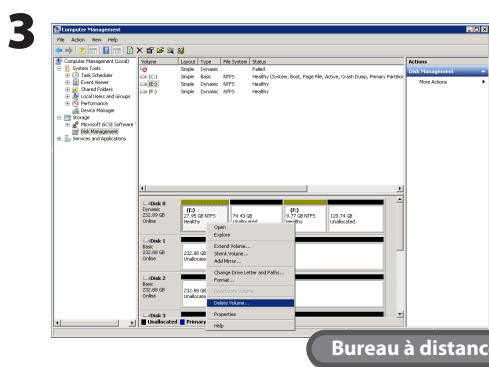 3
Computer Management
File Action View Help
Computer Management (Local)
System Tools
Task Scheduler
Event Viewer
Shared Folders
Local Users and Groups
Performance
Device Manager
Storage
Microsoft iSCSI Software
Disk Management
Services and Applications
Volume Layout Type File System Status
Simple Dynamic Failed
(C:) Simple Basic NTFS Healthy (System, Boot, Page File, Active, Crash Dump, Primary Partition
(E:) Simple Dynamic NTFS Healthy
(F:) Simple Dynamic NTFS Healthy
Actions
Disk Management
More Actions
Disk 0
Dynamic
232.89 GB
Online
(E:)
27.95 GB NTFS
Healthy
74.43 GB
Unallocated
(F:)
9.77 GB NTFS
Healthy
120.74 GB
Unallocated
Disk 1
Basic
232.88 GB
Online
232.88 GB
Unallocate
Disk 2
Basic
232.88 GB
Online
232.88 GB
Unallocate
Disk 3
Unallocated Primar
Open
Explore
Extend Volume...
Shrink Volume...
Add Mirror...
Change Drive Letter and Paths...
Format...
Reactivate Volume
Delete Volume...
Properties
Help
Bureau à distanc